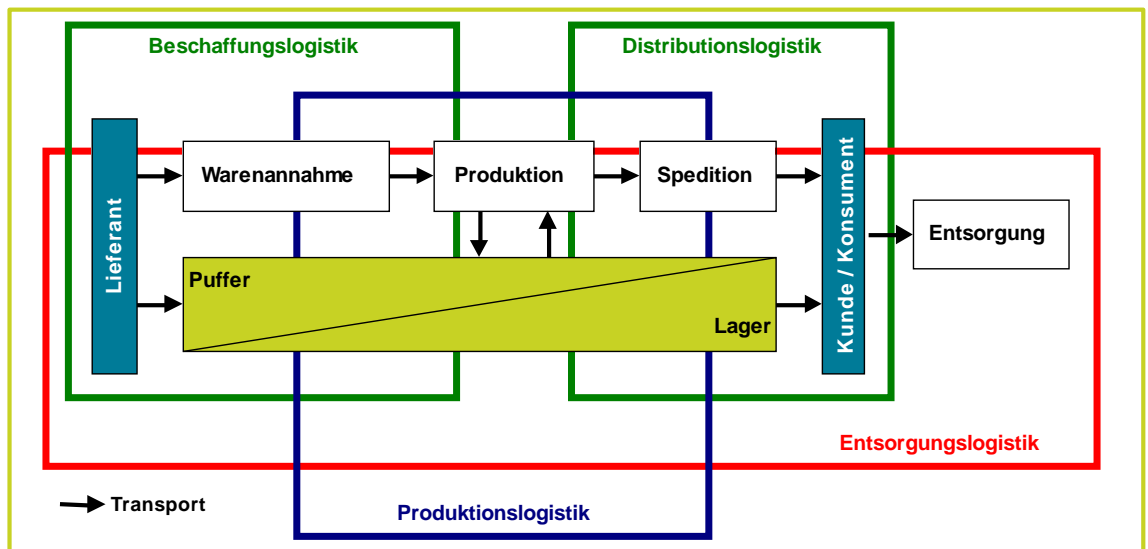 Beschaffungslogistik
Distributionslogistik
Lieferant
Warenannahme
Produktion
Spedition
Kunde / Konsument
Entsorgung
Puffer
Lager
Entsorgungslogistik
Transport
Produktionslogistik